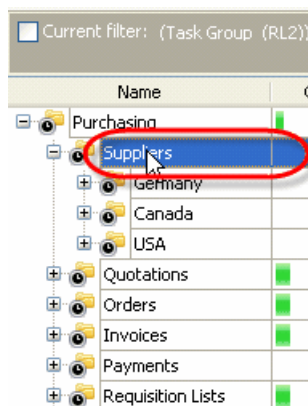 Current filter: (Task Group (RL2))
Name
Purchasing
Suppliers
Germany
Canada
USA
Quotations
Orders
Invoices
Payments
Requisition Lists